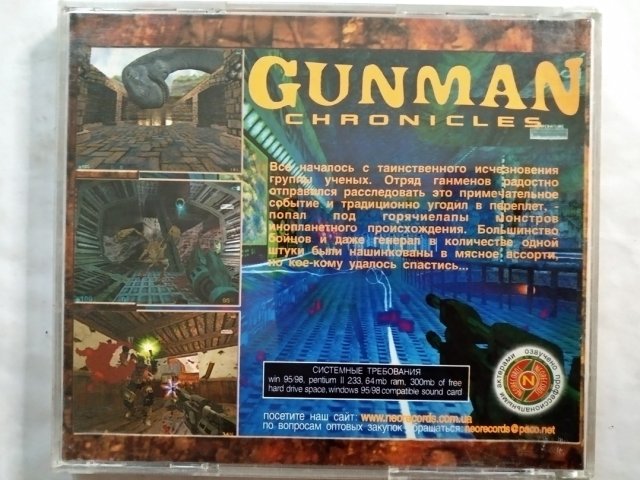 GUNMAN
CHRONICLES
Все началось с таинственного исчезновения
группы ученых. Отряд ганменов радостно
отправился расследовать это примечательное
событие и традиционно угодил в переплет, -
попал под горячиелапы монстров
инопланетного происхождения. Большинство
бойцов и даже генерал в количестве одной
штуки были нашинкованы в мясное ассорти,
но кое-кому удалось спастись...
СИСТЕМНЫЕ ТРЕБОВАНИЯ
win 95/98, pentium II 233, 64mb ram, 300mb of free
hard drive space, windows 95/98 compatible sound card
озвучено профессиональными актерами
N
посетите наш сайт: www.neorecords.com.ua
по вопросам оптовых закупок обращаться: neorecords@paco.net